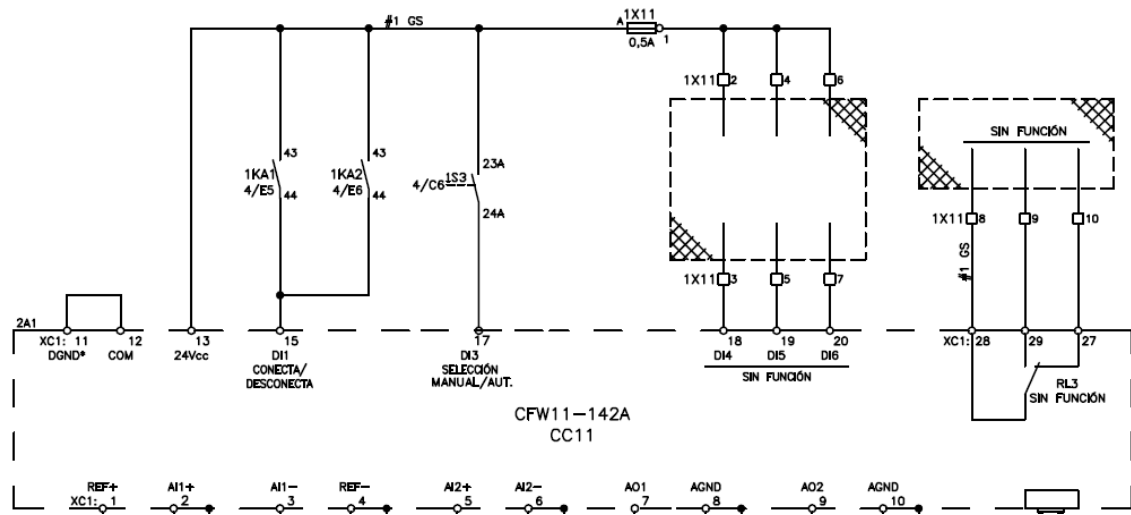 #1 GS
A 1X11
0,5A 1
1X11 2 4 6
SIN FUNCIÓN
43 43 23A
1KA1 1KA2 1S3
4/E5 4/E6 4/C6
44 44 24A
1X11 8 9 10
#1 GS
1X11 3 5 7
2A1
XC1: 11 12 13 15 17 18 19 20 XC1: 28 29 27
DGND* COM 24Vcc DI1 DI3 DI4 DI5 DI6
CONECTA/
DESCONECTA
SELECCIÓN
MANUAL/AUT.
SIN FUNCIÓN
RL3
SIN FUNCIÓN
CFW11-142A
CC11
REF+ AI1+ AI1- REF- AI2+ AI2- AO1 AGND AO2 AGND
XC1: 1 2 3 4 5 6 7 8 9 10